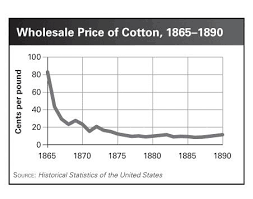 Wholesale Price of Cotton, 1865–1890
Cents per pound
100
80
60
40
20
0
1865 1870 1875 1880 1885 1890
SOURCE: Historical Statistics of the United States